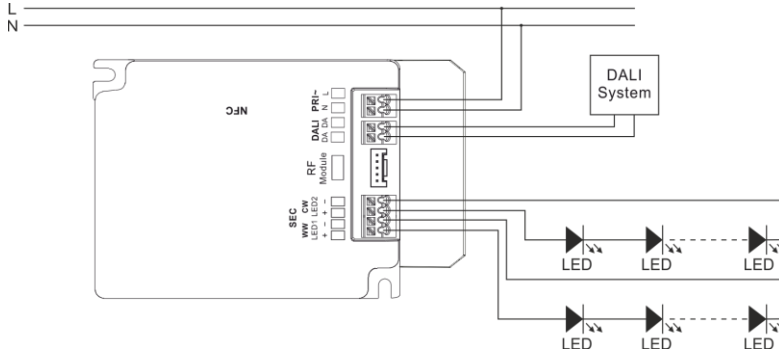 L
N
NFC
PRI~
L
N
DALI
DA
DA
RF
Module
SEC
CW
LED2
−
+
WW
LED1
−
+
DALI
System
LED
LED
LED
LED
LED
LED